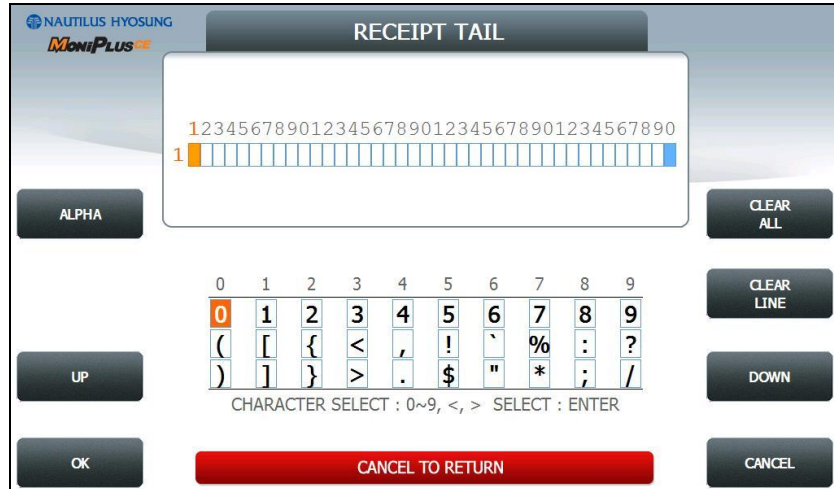 NAUTILUS HYOSUNG
MoniPlusCE
RECEIPT TAIL
1234567890123456789012345678901234567890
1
ALPHA
CLEAR
ALL
0 1 2 3 4 5 6 7 8 9
CLEAR
LINE
0 1 2 3 4 5 6 7 8 9
( [ { < , ! ` % : ?
) ] } > . $ " * ; /
UP
DOWN
CHARACTER SELECT : 0~9, <, > SELECT : ENTER
OK
CANCEL TO RETURN
CANCEL